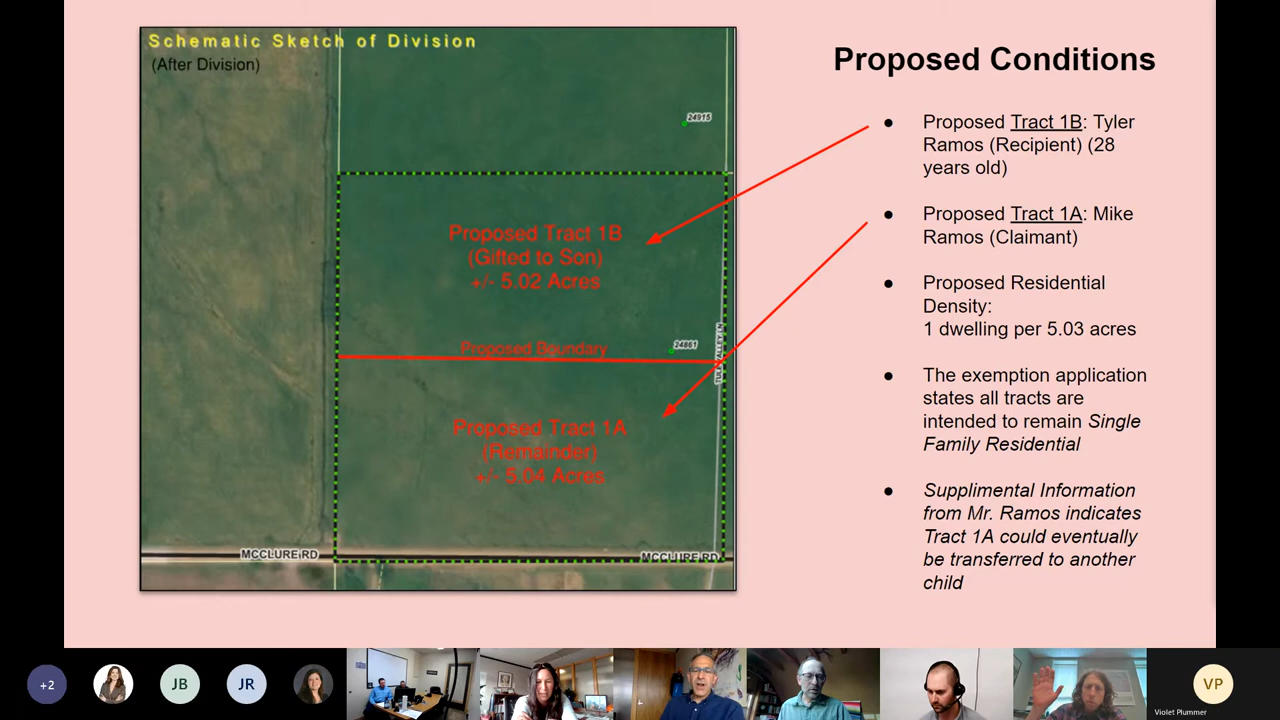 Schematic Sketch of Division
(After Division)
24915
Proposed Tract 1B
(Gifted to Son)
+/- 5.02 Acres
Proposed Boundary
24861
Proposed Tract 1A
(Remainder)
+/- 5.04 Acres
MCCLURE RD
MCCLURE RD
Proposed Conditions
● Proposed Tract 1B: Tyler
Ramos (Recipient) (28
years old)
● Proposed Tract 1A: Mike
Ramos (Claimant)
● Proposed Residential
Density:
1 dwelling per 5.03 acres
● The exemption application
states all tracts are
intended to remain Single
Family Residential
● Supplimental Information
from Mr. Ramos indicates
Tract 1A could eventually
be transferred to another
child
+2
JB
JR
VP
Violet Plummer